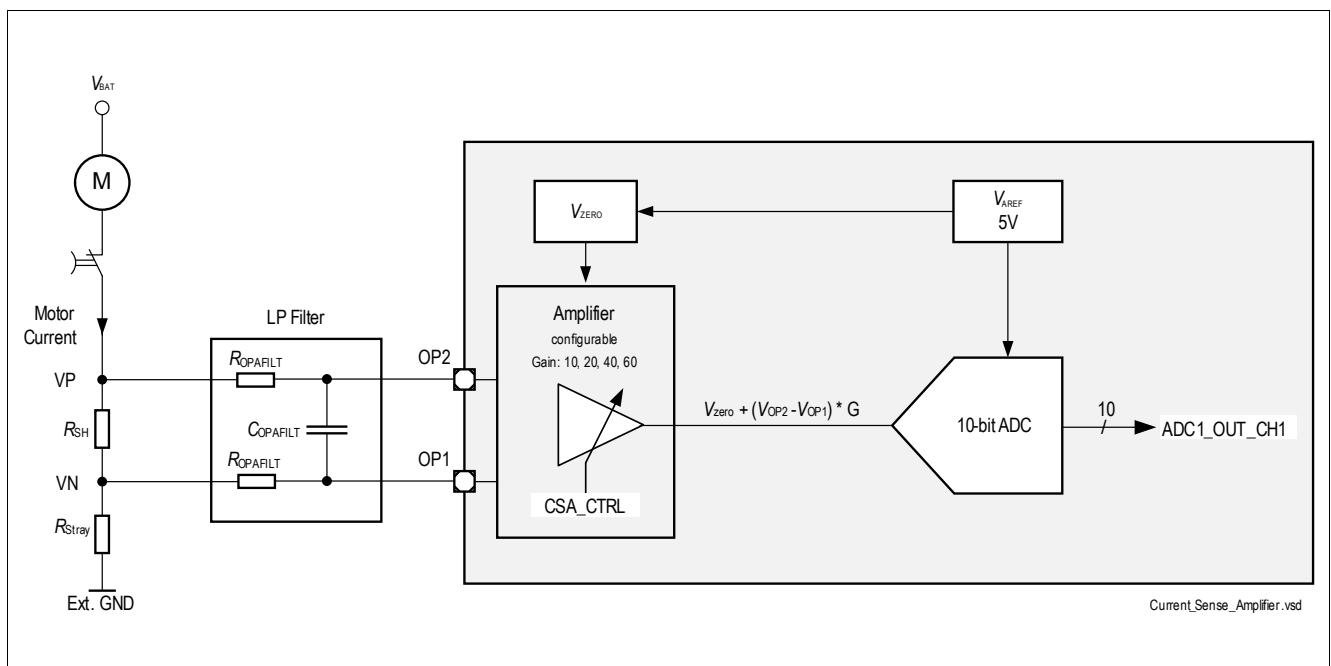 VBAT
M
Motor
Current
VP
RSH
VN
RStray
Ext. GND
LP Filter
ROPAFILT
COPAFILT
ROPAFILT
OP2
OP1
VZERO
VAREF
5V
Amplifier
configurable
Gain: 10, 20, 40, 60
CSA_CTRL
Vzero + (VOP2 -VOP1) * G
10-bit ADC
10
ADC1_OUT_CH1
Current_Sense_Amplifier.vsd